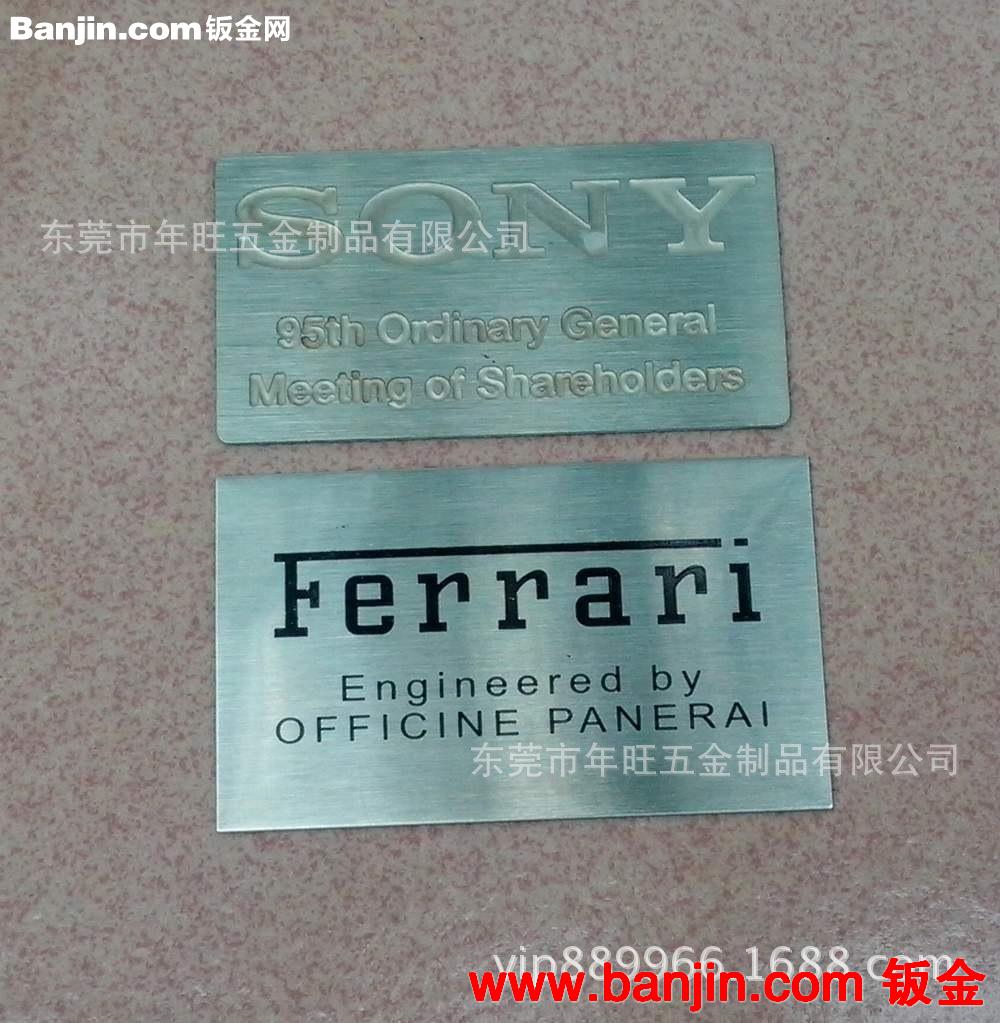 Banjin.com钣金网
SONY
东莞市年旺五金制品有限公司
95th Ordinary General
Meeting of Shareholders
Ferrari
Engineered by
OFFICINE PANERAI
东莞市年旺五金制品有限公司
vip889966.1688.com
www.banjin.com 钣金